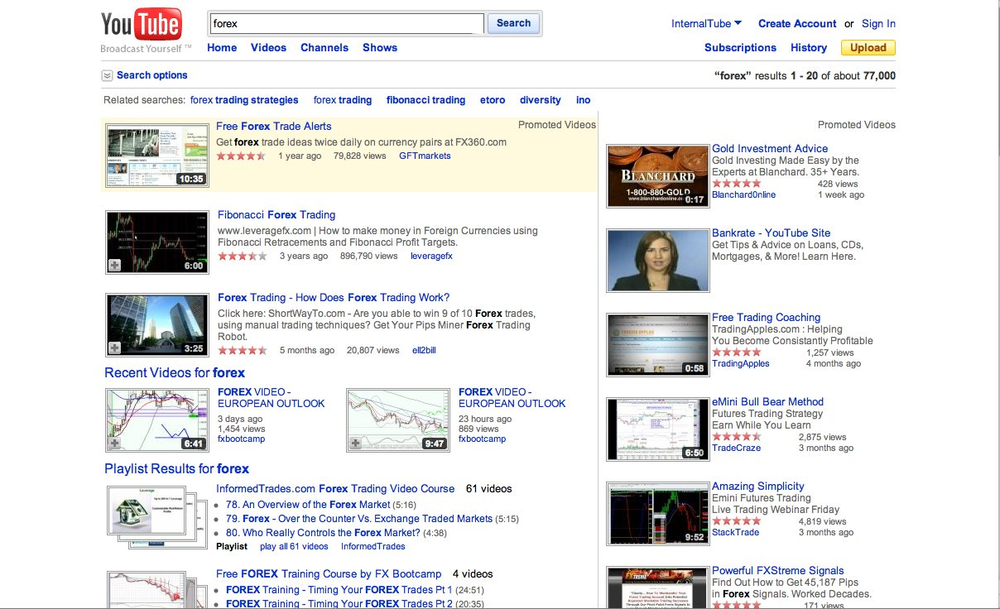 YouTube
Broadcast Yourself ™
forex
Search
InternalTube
Create Account or Sign In
Home Videos Channels Shows
Subscriptions History Upload
Search options
“forex” results 1 - 20 of about 77,000
Related searches: forex trading strategies forex trading fibonacci trading etoro diversity ino
Promoted Videos
Free Forex Trade Alerts
Get forex trade ideas twice daily on currency pairs at FX360.com
1 year ago 79,828 views GFTmarkets
10:35
Fibonacci Forex Trading
www.leveragefx.com | How to make money in Foreign Currencies using
Fibonacci Retracements and Fibonacci Profit Targets.
3 years ago 896,790 views leveragefx
6:00
Forex Trading - How Does Forex Trading Work?
Click here: ShortWayTo.com - Are you able to win 9 of 10 Forex trades,
using manual trading techniques? Get Your Pips Miner Forex Trading
Robot.
5 months ago 20,807 views ell2bill
3:25
Recent Videos for forex
FOREX VIDEO -
EUROPEAN OUTLOOK
3 days ago
1,454 views
fxbootcamp
6:41
FOREX VIDEO -
EUROPEAN OUTLOOK
23 hours ago
869 views
fxbootcamp
9:47
Playlist Results for forex
InformedTrades.com Forex Trading Video Course 61 videos
78. An Overview of the Forex Market (5:16)
79. Forex - Over the Counter Vs. Exchange Traded Markets (5:15)
80. Who Really Controls the Forex Market? (4:38)
Playlist play all 61 videos InformedTrades
Leverage
Free FOREX Training Course by FX Bootcamp 4 videos
FOREX Training - Timing Your FOREX Trades Pt 1 (24:51)
FOREX Training - Timing Your FOREX Trades Pt 2 (20:35)
Promoted Videos
BLANCHARD
1-800-880-GOLD
0:17
Gold Investment Advice
Gold Investing Made Easy by the
Experts at Blanchard. 35+ Years.
428 views
Blanchard0nline 1 week ago
Bankrate - YouTube Site
Get Tips & Advice on Loans, CDs,
Mortgages, & More! Learn Here.
TRADING APPLES
0:58
Free Trading Coaching
TradingApples.com : Helping
You Become Consistantly Profitable
1,257 views
TradingApples 4 months ago
6:50
eMini Bull Bear Method
Futures Trading Strategy
Earn While You Learn
2,875 views
TradeCraze 3 months ago
9:52
Amazing Simplicity
Emini Futures Trading
Live Trading Webinar Friday
4,819 views
StackTrade 3 months ago
FXTREME
Powerful FXStreme Signals
Find Out How to Get 45,187 Pips
in Forex Signals. Worked Decades.
171 views